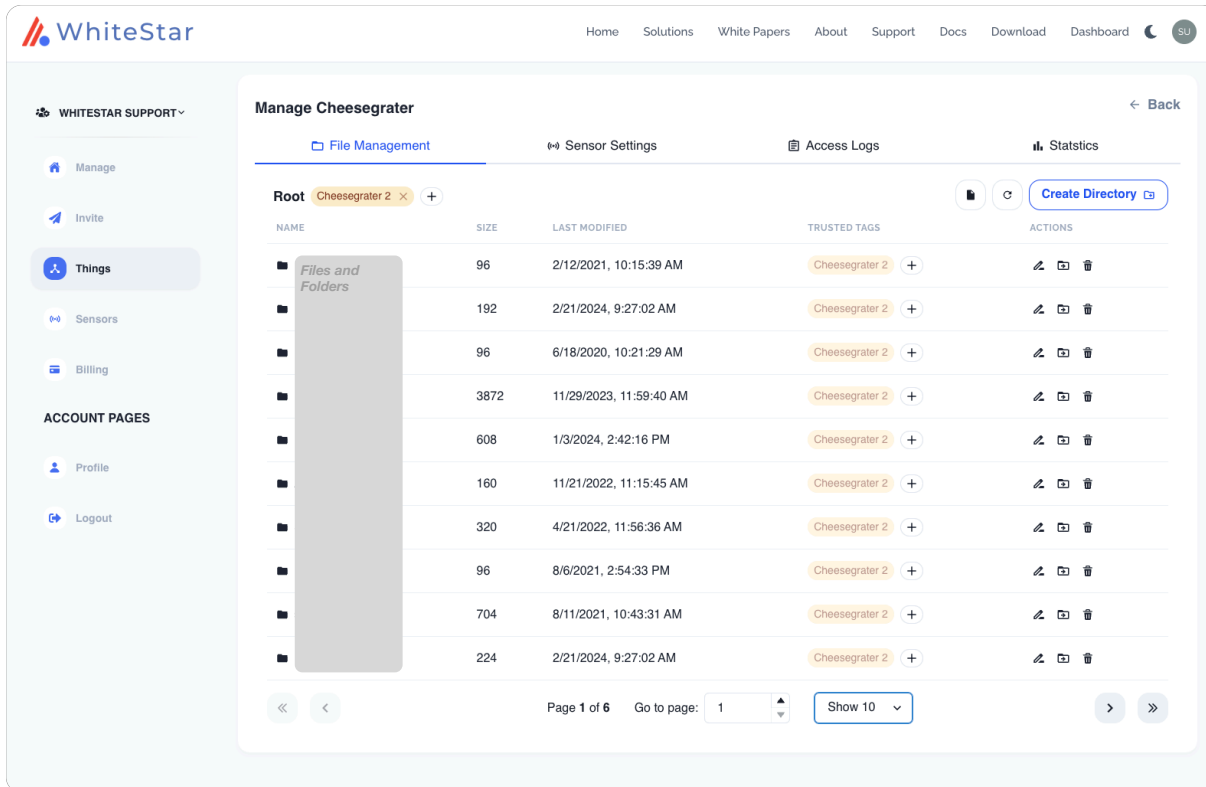 WhiteStar
Home Solutions White Papers About Support Docs Download Dashboard SU
WHITESTAR SUPPORT
Manage
Invite
Things
Sensors
Billing
ACCOUNT PAGES
Profile
Logout
Manage Cheesegrater
Back
File Management Sensor Settings Access Logs Statstics
Root Cheesegrater 2 × +
Create Directory
NAME SIZE LAST MODIFIED TRUSTED TAGS ACTIONS
Files and
Folders
96 2/12/2021, 10:15:39 AM Cheesegrater 2 +
192 2/21/2024, 9:27:02 AM Cheesegrater 2 +
96 6/18/2020, 10:21:29 AM Cheesegrater 2 +
3872 11/29/2023, 11:59:40 AM Cheesegrater 2 +
608 1/3/2024, 2:42:16 PM Cheesegrater 2 +
160 11/21/2022, 11:15:45 AM Cheesegrater 2 +
320 4/21/2022, 11:56:36 AM Cheesegrater 2 +
96 8/6/2021, 2:54:33 PM Cheesegrater 2 +
704 8/11/2021, 10:43:31 AM Cheesegrater 2 +
224 2/21/2024, 9:27:02 AM Cheesegrater 2 +
Page 1 of 6 Go to page: 1 Show 10